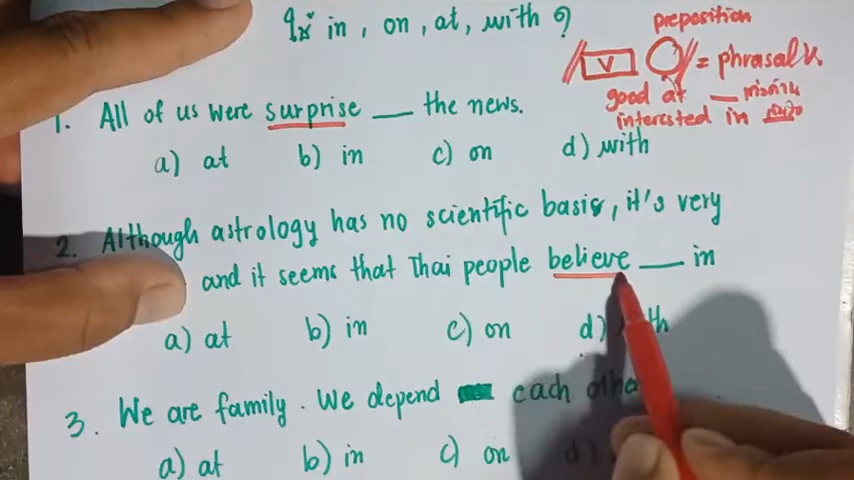 ใช้ in, on, at, with ?
preposition
V = phrasal v.
good at
interested in
1. All of us were surprise ___ the news.
a) at b) in c) on d) with
2. Although astrology has no scientific basis, it's very
and it seems that Thai people believe ___ in
a) at b) in c) on d)
3. We are family. We depend each
a) at b) in c) on d)